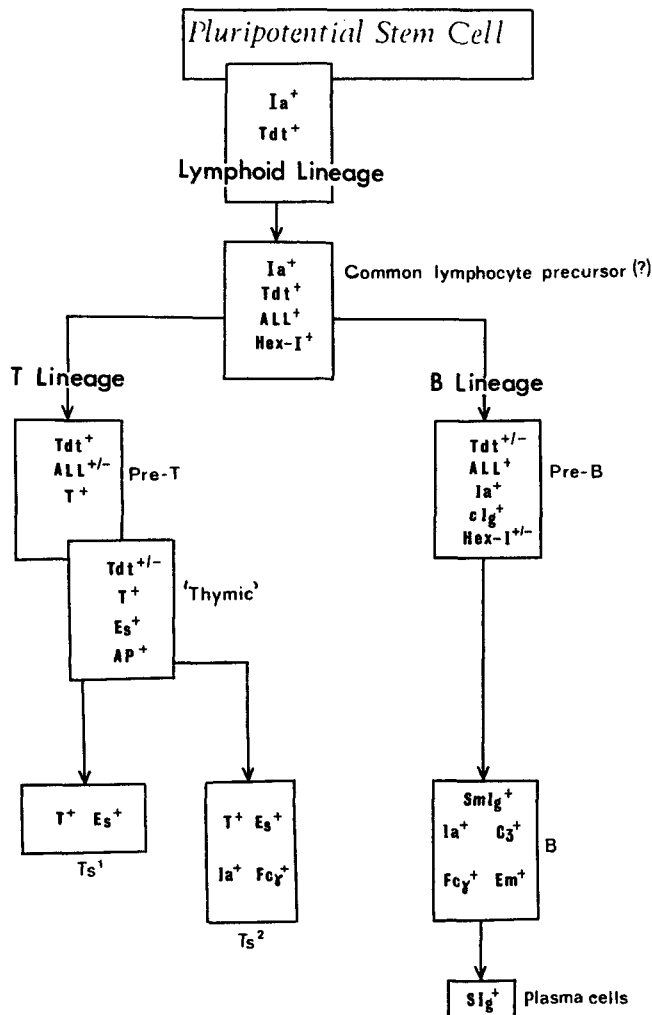 Pluripotential Stem Cell
Ia⁺
Tdt⁺
Lymphoid Lineage
Ia⁺
Tdt⁺
ALL⁺
Hex-I⁺
Common lymphocyte precursor (?)
T Lineage
B Lineage
Tdt⁺
ALL⁺/⁻
T⁺
Pre-T
Tdt⁺/⁻
T⁺
Es⁺
AP⁺
'Thymic'
Tdt⁺/⁻
ALL⁺
Ia⁺
cIg⁺
Hex-I⁺/⁻
Pre-B
T⁺ Es⁺
Ts¹
T⁺ Es⁺
Ia⁺ Fcγ⁺
Ts²
SmIg⁺
Ia⁺ C3⁺
Fcγ⁺ Em⁺
B
SIg⁺
Plasma cells